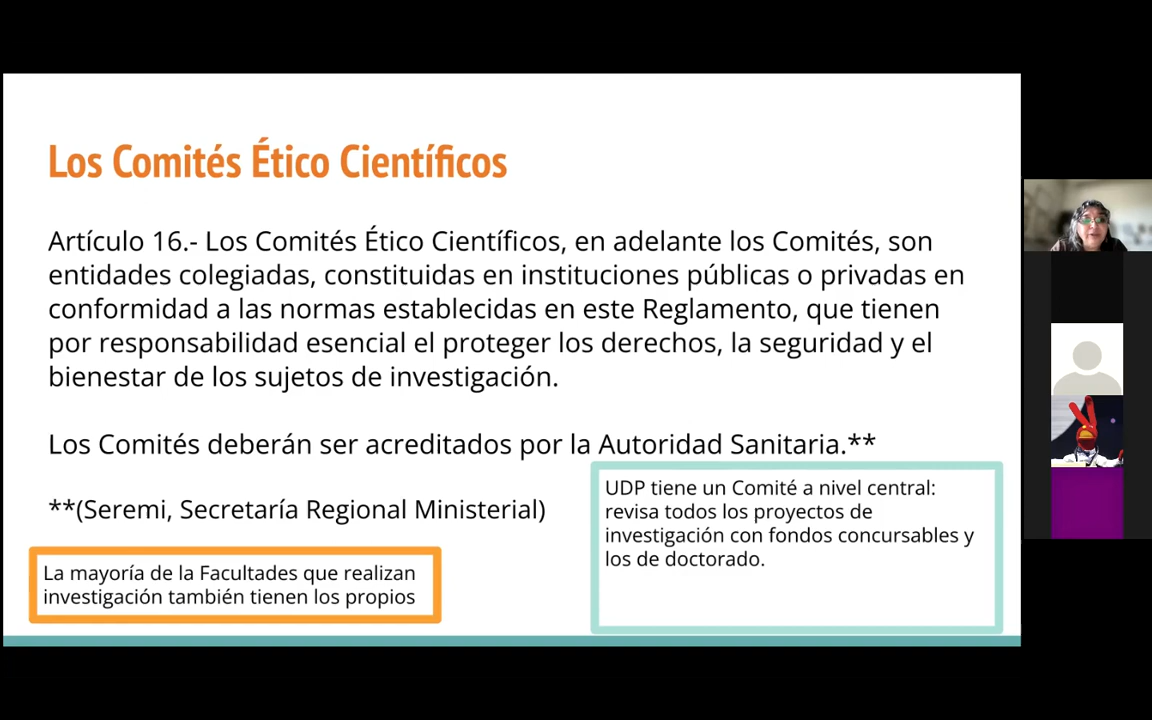 Los Comités Ético Científicos
Artículo 16.- Los Comités Ético Científicos, en adelante los Comités, son
entidades colegiadas, constituidas en instituciones públicas o privadas en
conformidad a las normas establecidas en este Reglamento, que tienen
por responsabilidad esencial el proteger los derechos, la seguridad y el
bienestar de los sujetos de investigación.
Los Comités deberán ser acreditados por la Autoridad Sanitaria.**
**(Seremi, Secretaría Regional Ministerial)
La mayoría de la Facultades que realizan
investigación también tienen los propios
UDP tiene un Comité a nivel central:
revisa todos los proyectos de
investigación con fondos concursables y
los de doctorado.